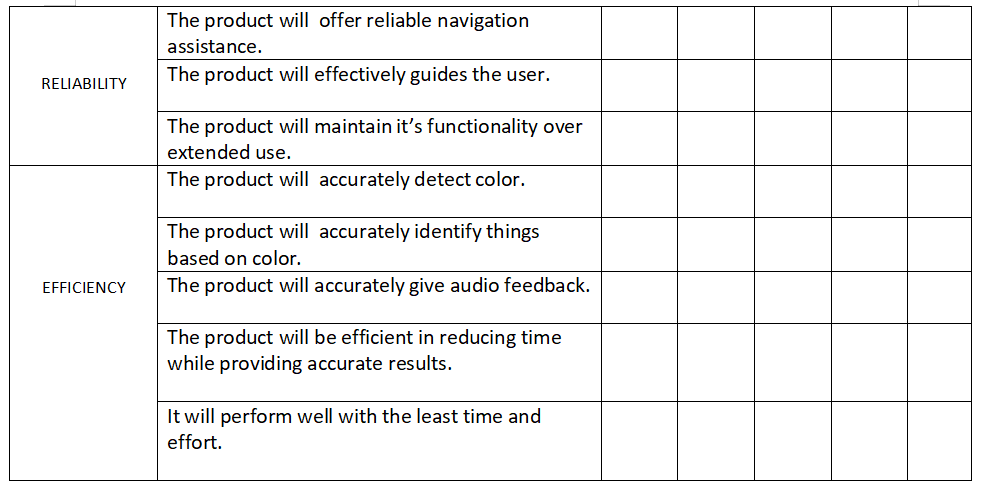 The product will  offer reliable navigation
assistance.
RELIABILITY
The product will effectively guides the user.
The product will maintain it’s functionality over
extended use.
The product will  accurately detect color.
The product will  accurately identify things
based on color.
EFFICIENCY
The product will accurately give audio feedback.
The product will be efficient in reducing time
while providing accurate results.
It will perform well with the least time and
effort.